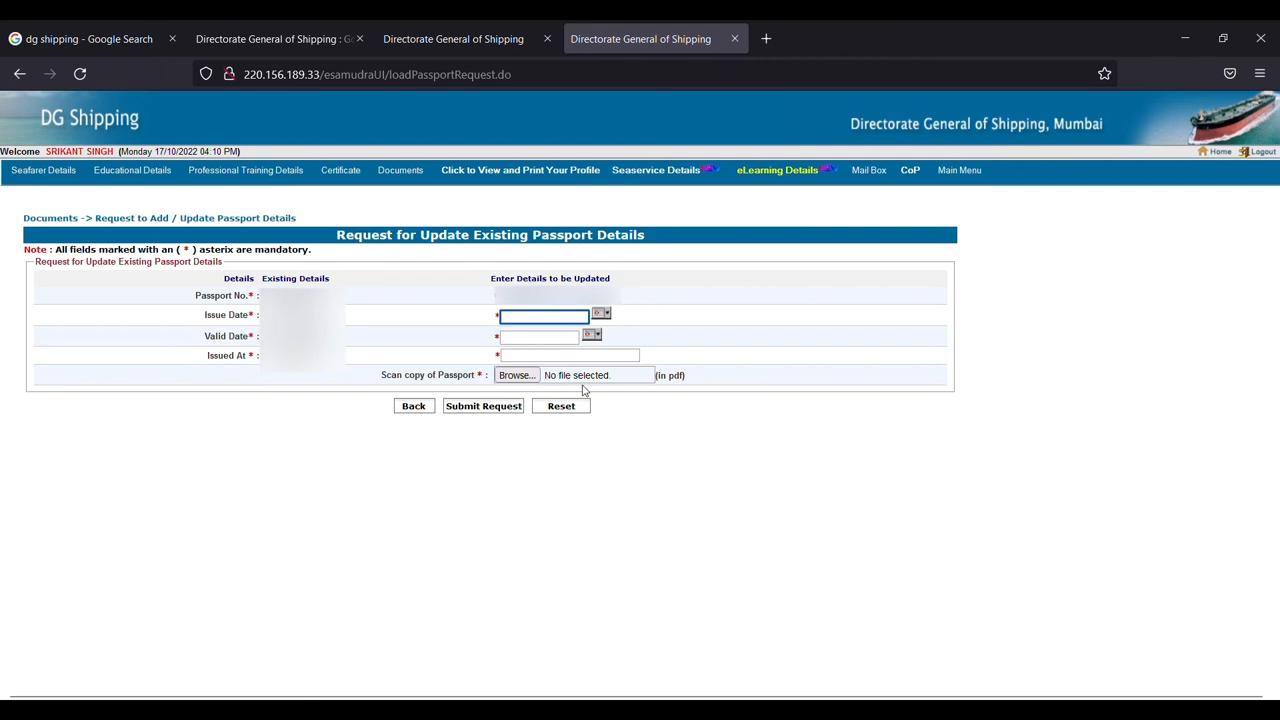 dg shipping - Google Search
Directorate General of Shipping : Go
Directorate General of Shipping
Directorate General of Shipping
220.156.189.33/esamudraUI/loadPassportRequest.do
DG Shipping
Directorate General of Shipping, Mumbai
Welcome SRIKANT SINGH (Monday 17/10/2022 04:10 PM)
Home Logout
Seafarer Details Educational Details Professional Training Details Certificate Documents Click to View and Print Your Profile Seaservice Details eLearning Details Mail Box CoP Main Menu
Documents -> Request to Add / Update Passport Details
Request for Update Existing Passport Details
Note : All fields marked with an ( * ) asterix are mandatory.
Request for Update Existing Passport Details
Details Existing Details Enter Details to be Updated
Passport No.* :
Issue Date* : *
Valid Date* : *
Issued At * : *
Scan copy of Passport * : Browse... No file selected. (in pdf)
Back Submit Request Reset